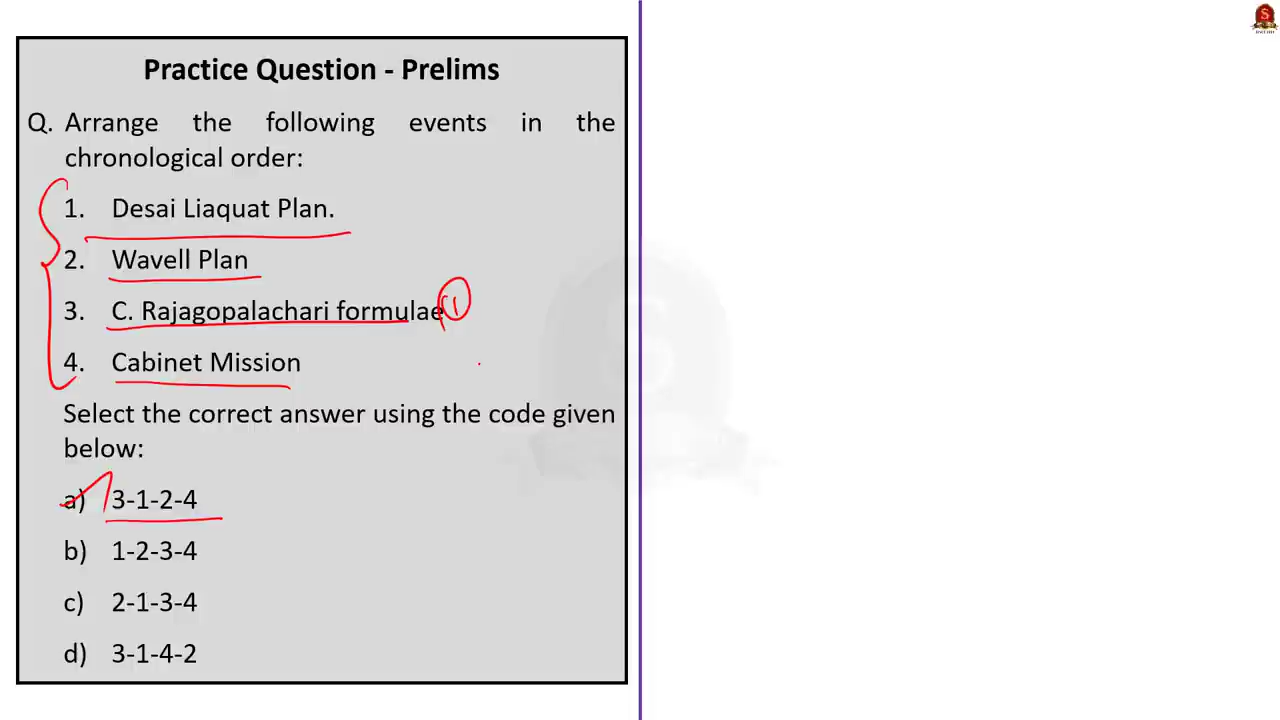 Practice Question - Prelims
Q. Arrange the following events in the
chronological order:
1. Desai Liaquat Plan.
2. Wavell Plan
3. C. Rajagopalachari formulae
4. Cabinet Mission
Select the correct answer using the code given
below:
a) 3-1-2-4
b) 1-2-3-4
c) 2-1-3-4
d) 3-1-4-2